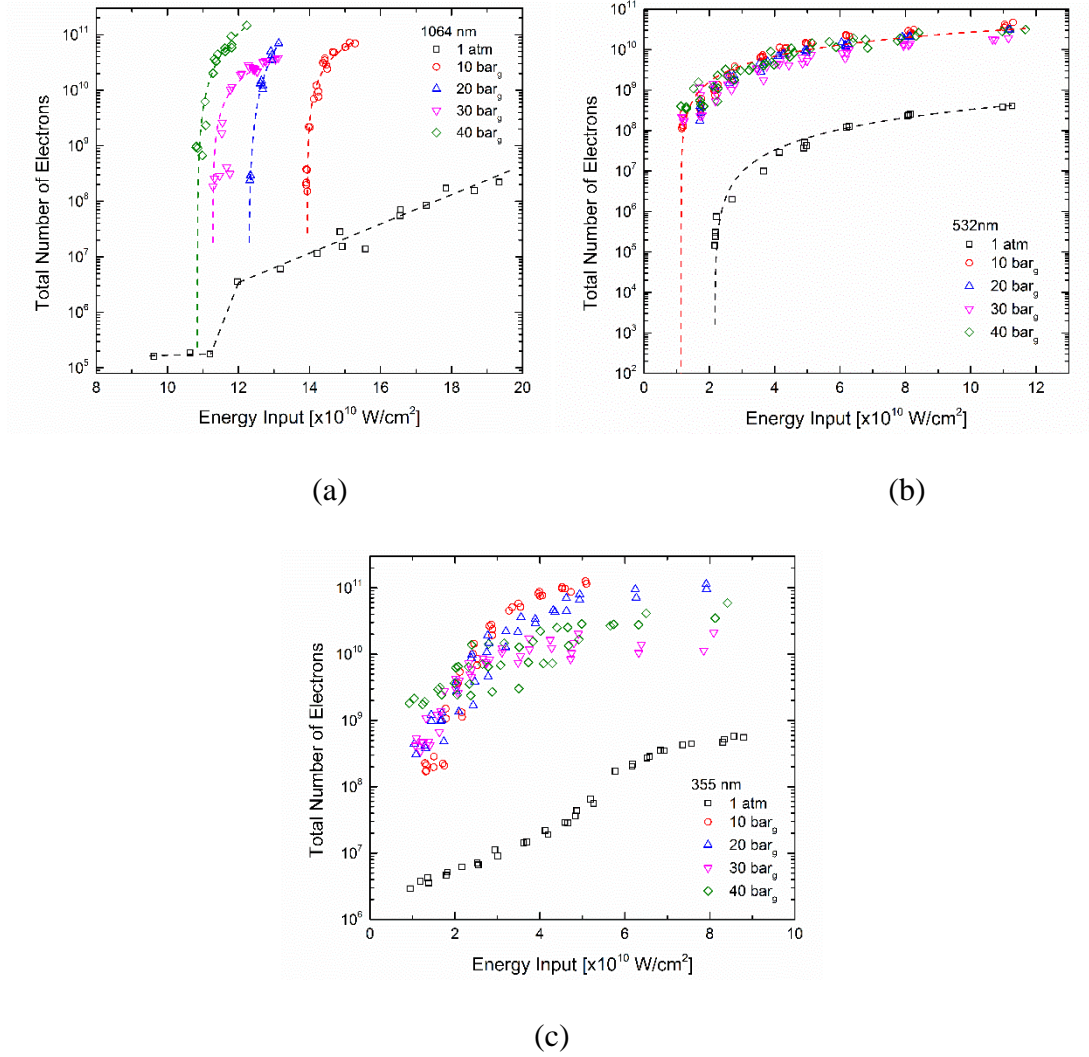 1064 nm
1 atm
10 bar_g
20 bar_g
30 bar_g
40 bar_g
10^11
10^10
10^9
10^8
10^7
10^6
10^5
Total Number of Electrons
8 10 12 14 16 18 20
Energy Input [x10^10 W/cm^2]
(a)
10^11
10^10
10^9
10^8
10^7
10^6
10^5
10^4
10^3
10^2
Total Number of Electrons
532nm
1 atm
10 bar_g
20 bar_g
30 bar_g
40 bar_g
0 2 4 6 8 10 12
Energy Input [x10^10 W/cm^2]
(b)
10^11
10^10
10^9
10^8
10^7
10^6
Total Number of Electrons
355 nm
1 atm
10 bar_g
20 bar_g
30 bar_g
40 bar_g
0 2 4 6 8 10
Energy Input [x10^10 W/cm^2]
(c)